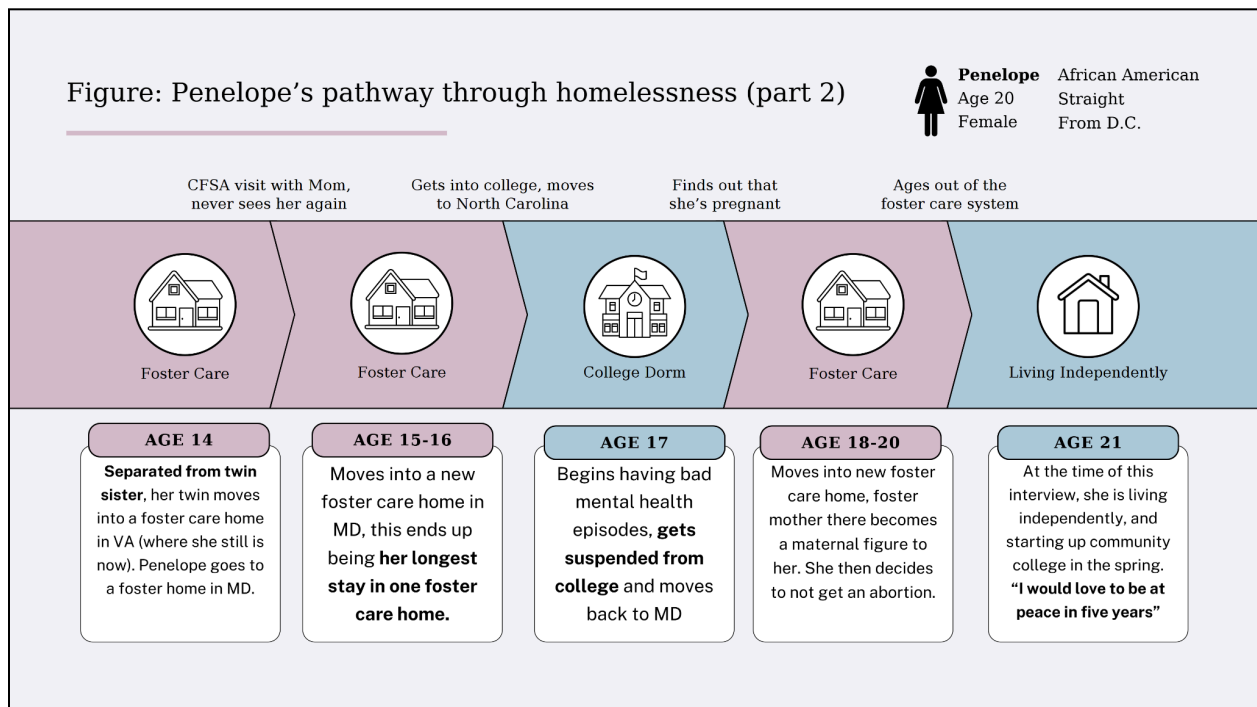 Figure: Penelope’s pathway through homelessness (part 2)
Penelope
Age 20
Female
African American
Straight
From D.C.
CFSA visit with Mom,
never sees her again
Gets into college, moves
to North Carolina
Finds out that
she’s pregnant
Ages out of the
foster care system
Foster Care
Foster Care
College Dorm
Foster Care
Living Independently
AGE 14
Separated from twin
sister, her twin moves
into a foster care home
in VA (where she still is
now). Penelope goes to
a foster home in MD.
AGE 15-16
Moves into a new
foster care home in
MD, this ends up
being her longest
stay in one foster
care home.
AGE 17
Begins having bad
mental health
episodes, gets
suspended from
college and moves
back to MD
AGE 18-20
Moves into new foster
care home, foster
mother there becomes
a maternal figure to
her. She then decides
to not get an abortion.
AGE 21
At the time of this
interview, she is living
independently, and
starting up community
college in the spring.
“I would love to be at
peace in five years”